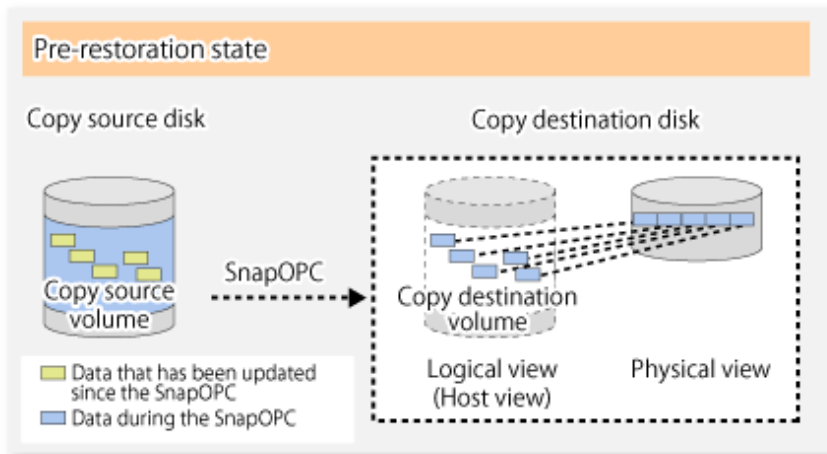 Pre-restoration state
Copy source disk
Copy destination disk
SnapOPC
Copy source
volume
Copy destination
volume
Logical view
(Host view)
Physical view
Data that has been updated
since the SnapOPC
Data during the SnapOPC